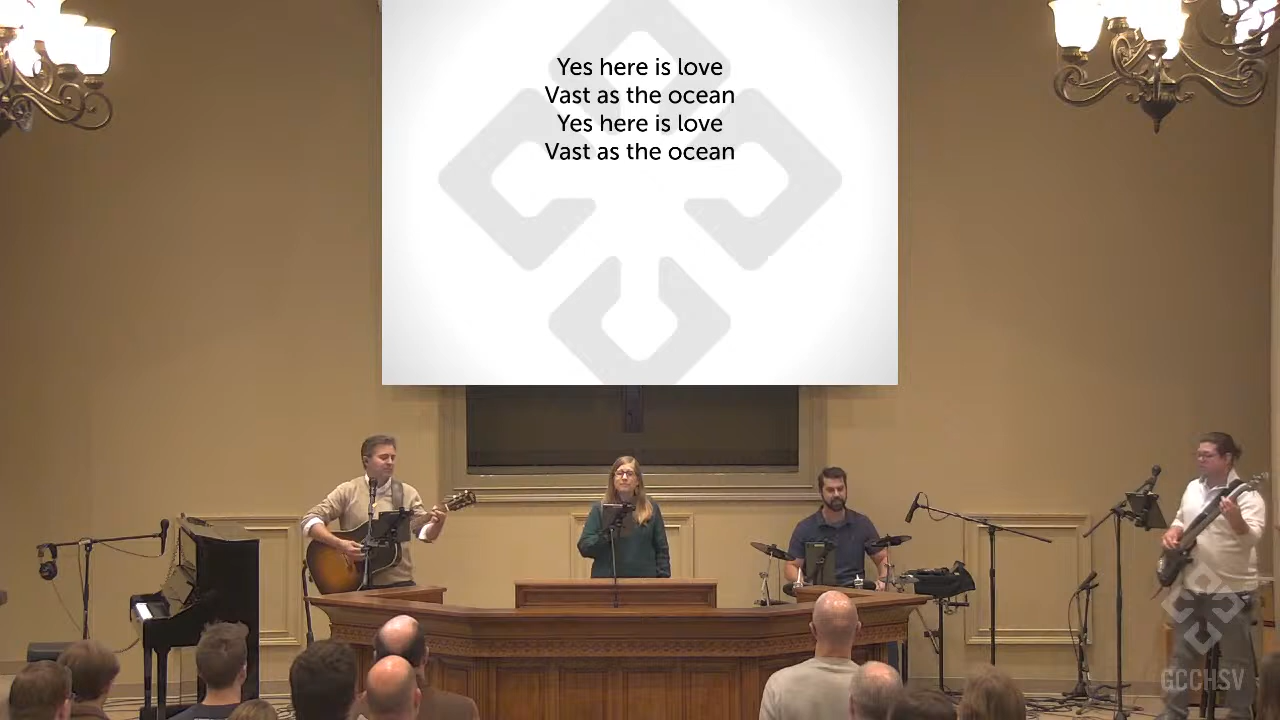 Yes here is love
Vast as the ocean
Yes here is love
Vast as the ocean
GCCHSV